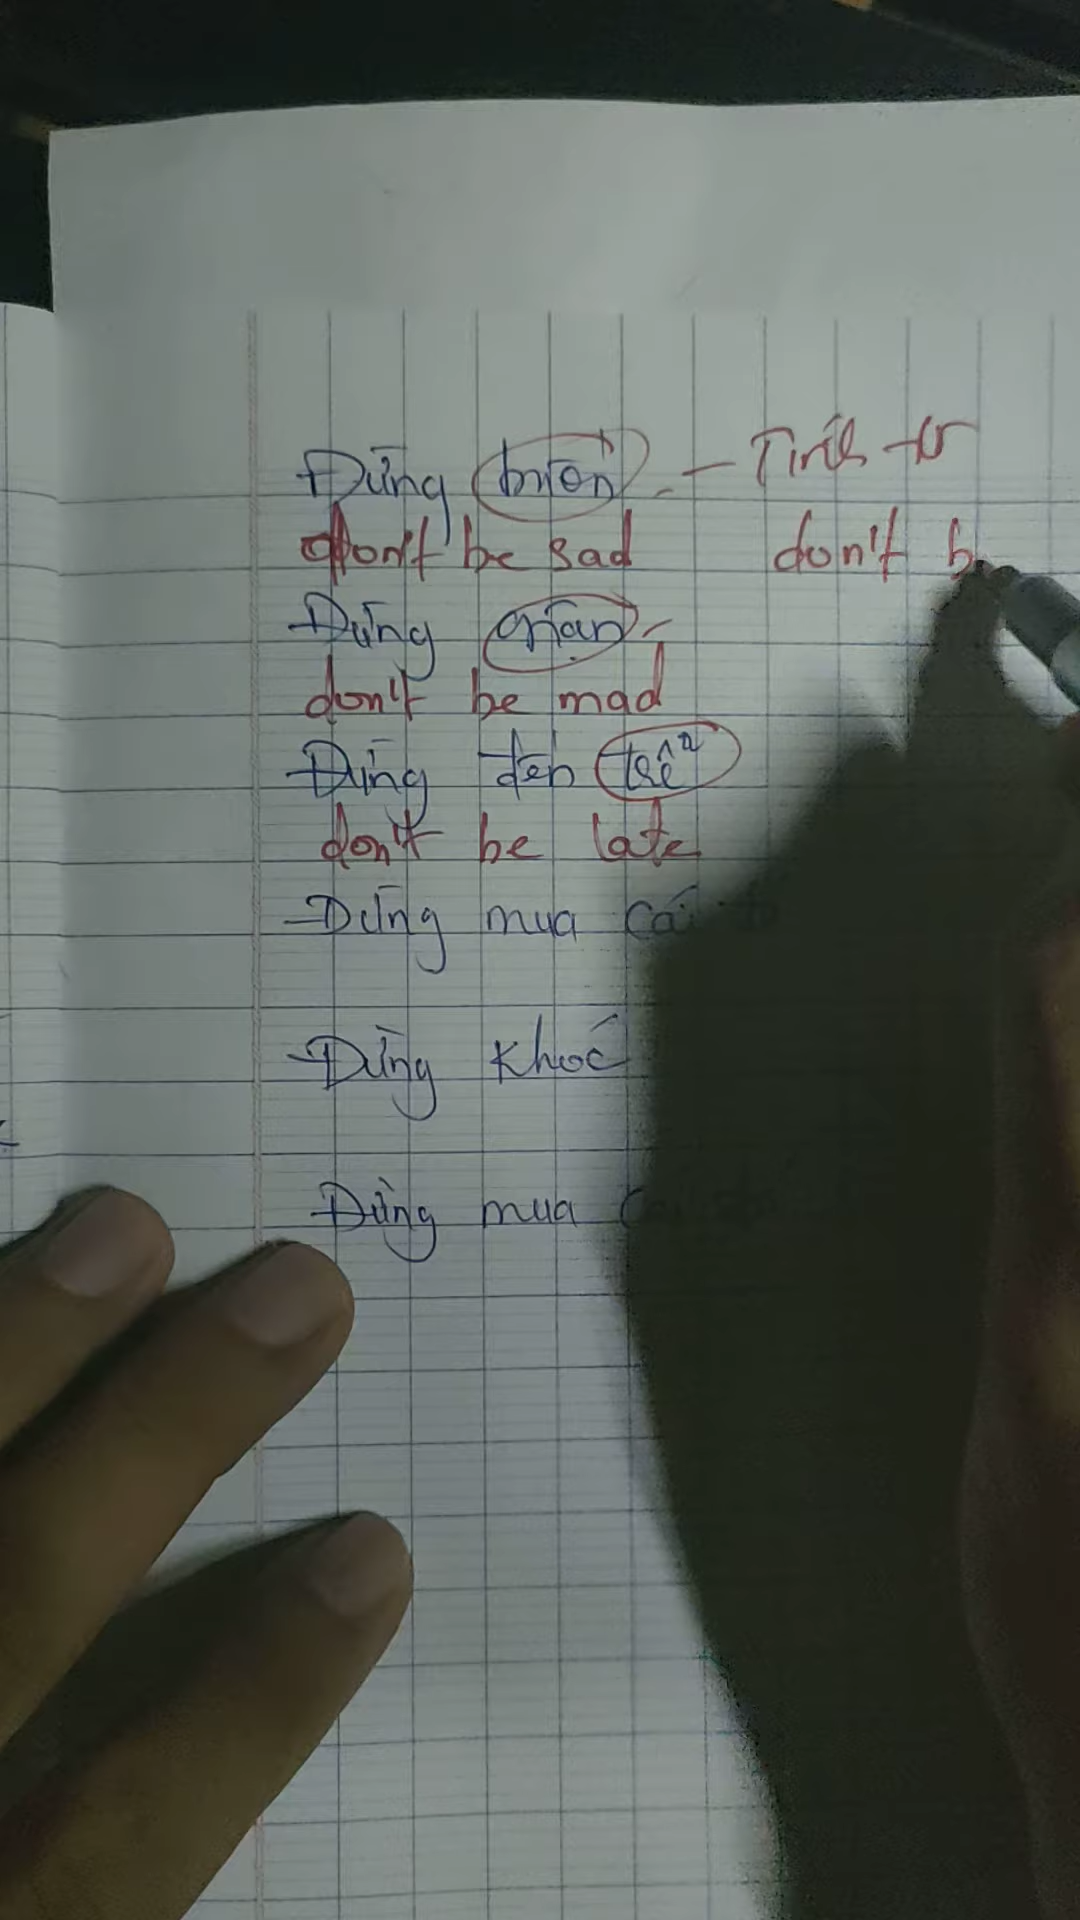 Đừng buồn. - Tính từ
don't be sad don't b
Đừng giận.
don't be mad
Đừng đến trễ
don't be late
Đừng mua cái
Đừng khóc
Đừng mua